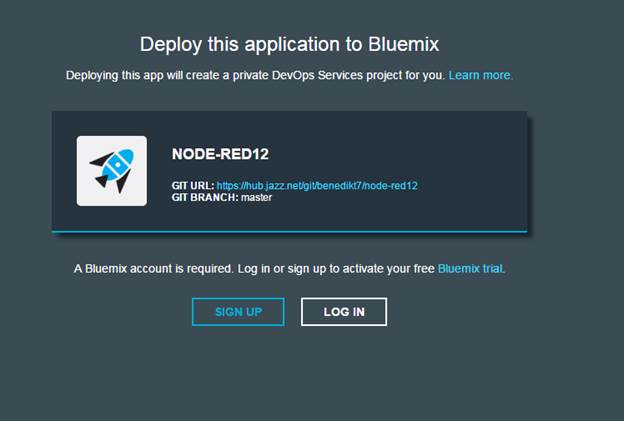 Deploy this application to Bluemix
Deploying this app will create a private DevOps Services project for you. Learn more.
NODE-RED12
GIT URL: https://hub.jazz.net/git/benedikt7/node-red12
GIT BRANCH: master
A Bluemix account is required. Log in or sign up to activate your free Bluemix trial.
SIGN UP
LOG IN